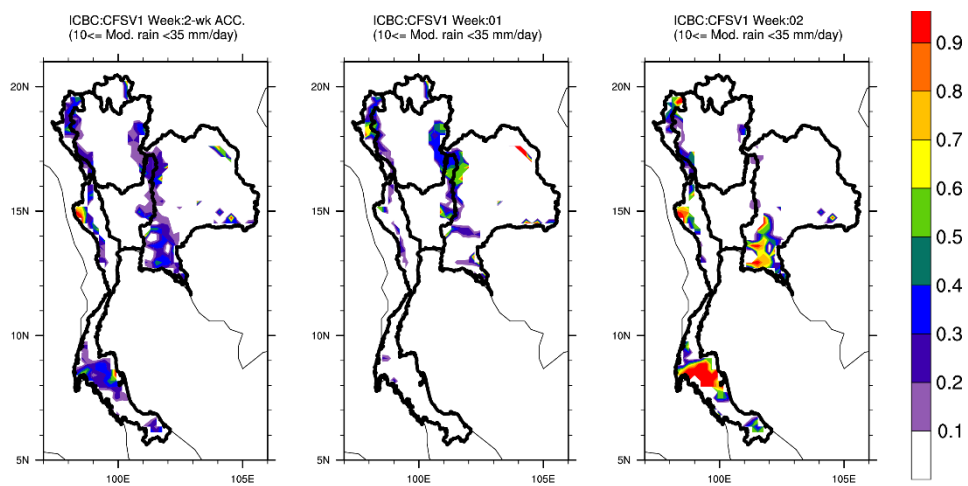 ICBC:CFSV1 Week:2-wk ACC.
(10<= Mod. rain <35 mm/day)
ICBC:CFSV1 Week:01
(10<= Mod. rain <35 mm/day)
ICBC:CFSV1 Week:02
(10<= Mod. rain <35 mm/day)
20N
15N
10N
5N
100E
105E
20N
15N
10N
5N
100E
105E
20N
15N
10N
5N
100E
105E
0.9
0.8
0.7
0.6
0.5
0.4
0.3
0.2
0.1